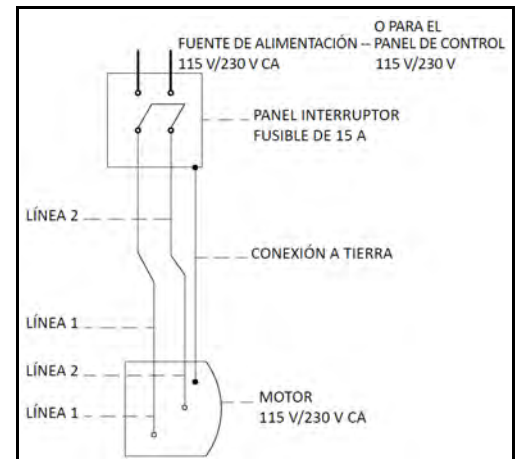 O PARA EL
FUENTE DE ALIMENTACIÓN -- PANEL DE CONTROL
115 V/230 V CA 115 V/230 V
PANEL INTERRUPTOR
FUSIBLE DE 15 A
LÍNEA 2
CONEXIÓN A TIERRA
LÍNEA 1
LÍNEA 2
MOTOR
LÍNEA 1
115 V/230 V CA